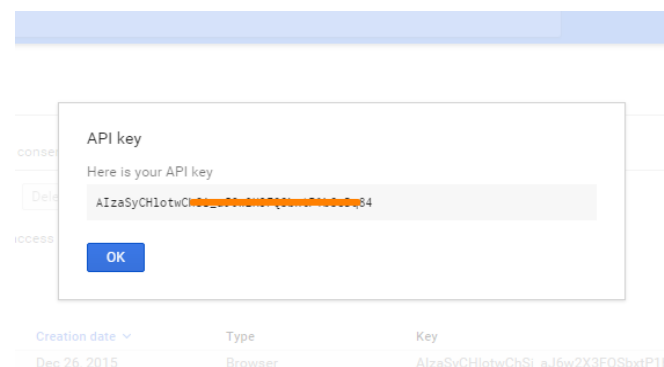 API key
Here is your API key
OK
Creation date
Type
Key
Dec 26, 2015
Browser